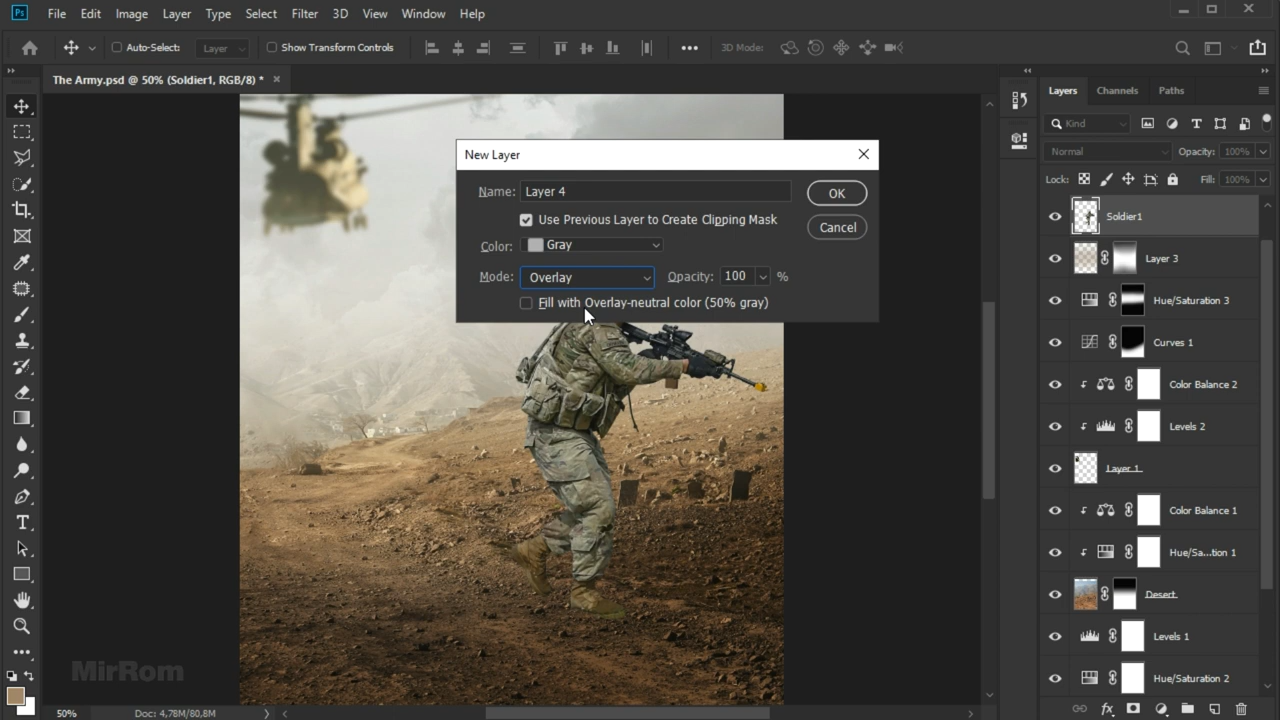 Ps File Edit Image Layer Type Select Filter 3D View Window Help
Auto-Select: Layer Show Transform Controls 3D Mode:
The Army.psd @ 50% (Soldier1, RGB/8) *
Layers Channels Paths
Kind
Normal Opacity: 100%
Lock: Fill: 100%
New Layer
Name: Layer 4 OK
Use Previous Layer to Create Clipping Mask
Cancel
Color: Gray
Mode: Overlay Opacity: 100 %
Fill with Overlay-neutral color (50% gray)
Soldier1
Layer 3
Hue/Saturation 3
Curves 1
Color Balance 2
Levels 2
Layer 1
Color Balance 1
Hue/Sa...tion 1
Desert
Levels 1
Hue/Saturation 2
MirRom
50% Doc: 4,78M/80,8M